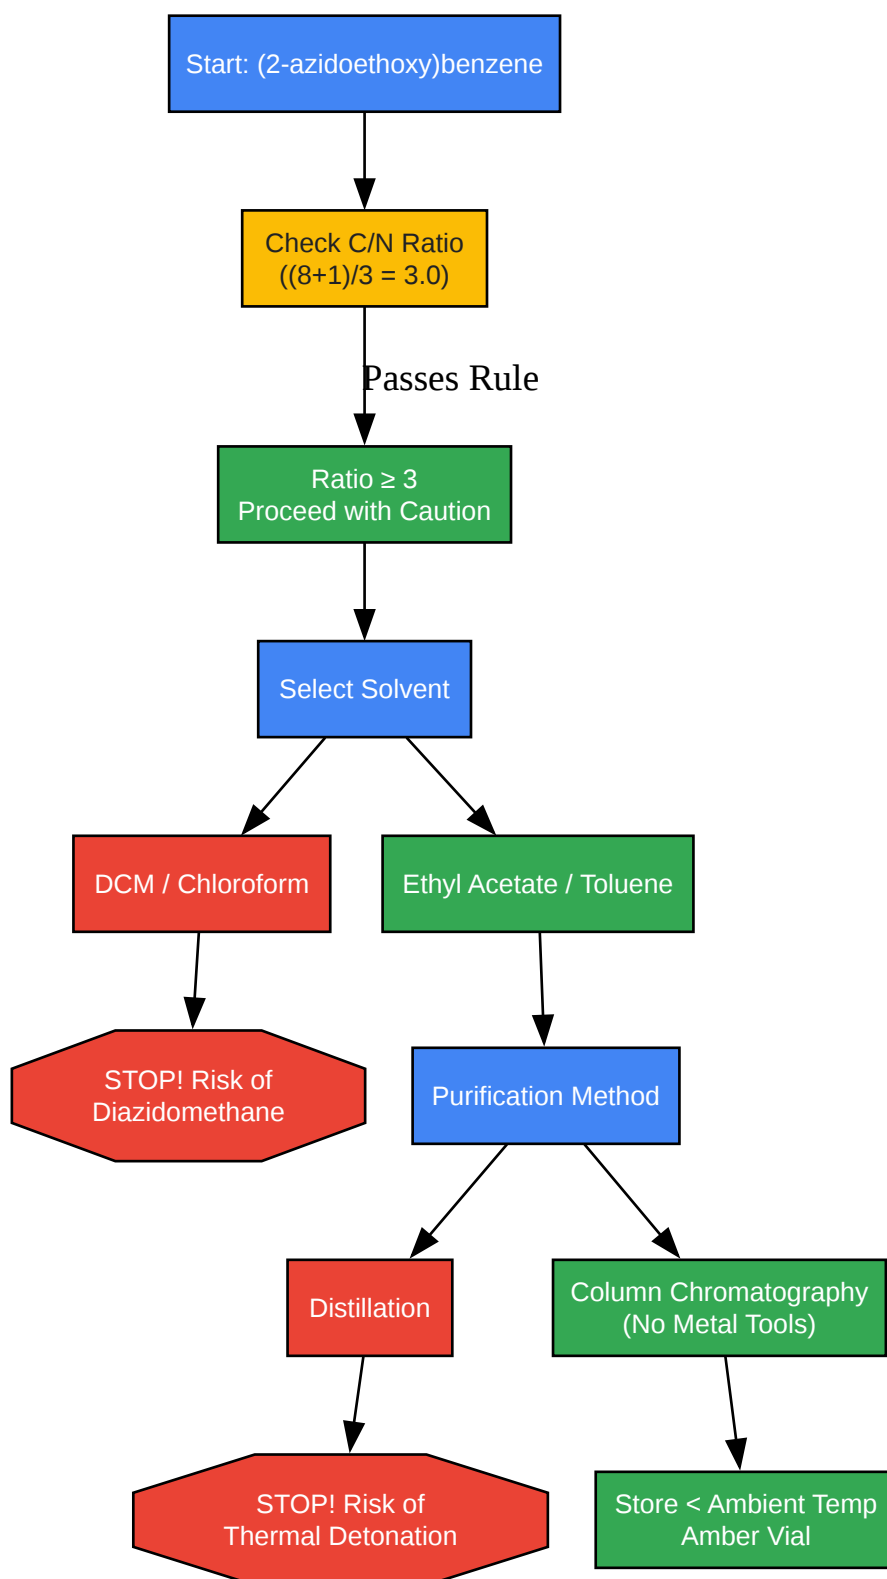 Start: (2-azidoethoxy)benzene
Check C/N Ratio
((8+1)/3 = 3.0)
Passes Rule
Ratio ≥ 3
Proceed with Caution
Select Solvent
DCM / Chloroform
Ethyl Acetate / Toluene
STOP! Risk of
Diazidomethane
Purification Method
Distillation
Column Chromatography
(No Metal Tools)
STOP! Risk of
Thermal Detonation
Store < Ambient Temp
Amber Vial